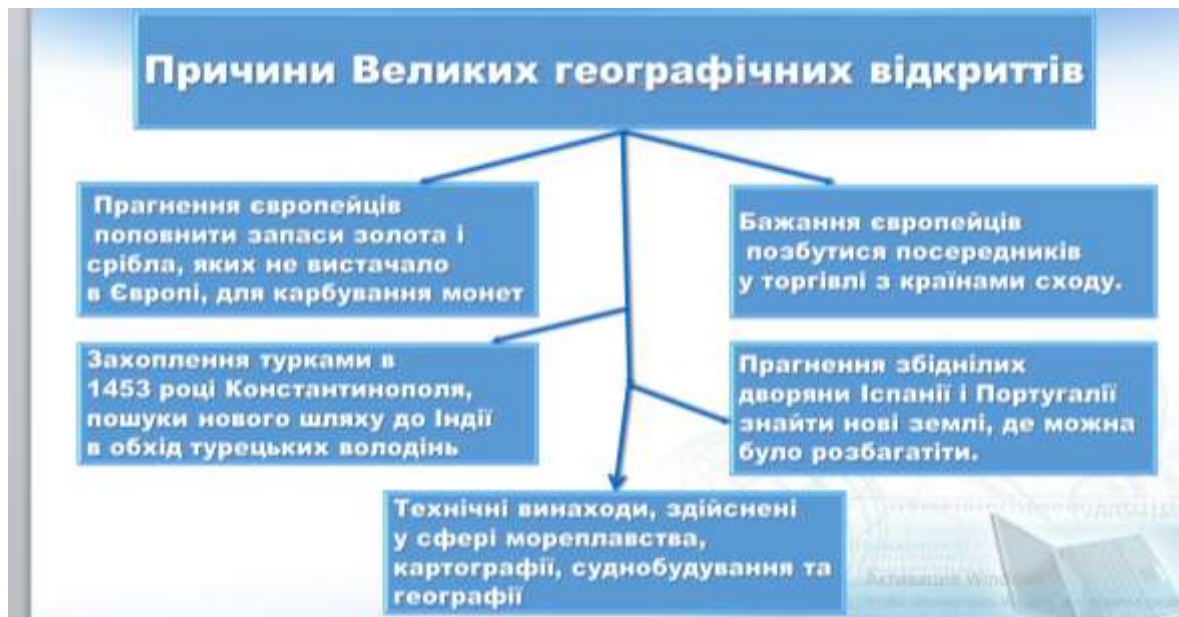 Причини Великих географічних відкриттів
Прагнення європейців
поповнити запаси золота і
срібла, яких не вистачало
в Європі, для карбування монет
Бажання європейців
позбутися посередників
у торгівлі з країнами сходу.
Захоплення турками в
1453 році Константинополя,
пошуки нового шляху до Індії
в обхід турецьких володінь
Прагнення збіднілих
дворяни Іспанії і Португалії
знайти нові землі, де можна
було розбагатіти.
Технічні винаходи, здійснені
у сфері мореплавства,
картографії, суднобудування та
географії
Активация Windows